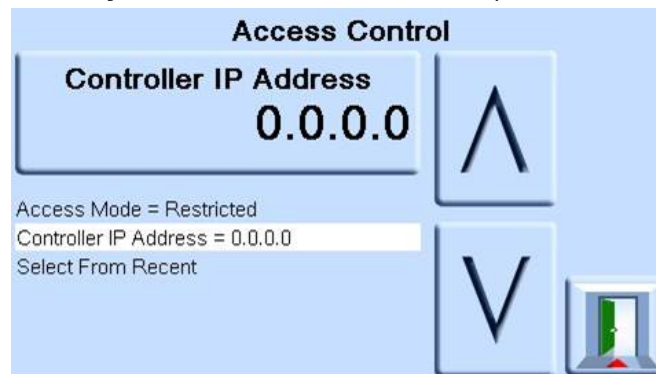 Access Control
Controller IP Address
0.0.0.0
Access Mode = Restricted
Controller IP Address = 0.0.0.0
Select From Recent